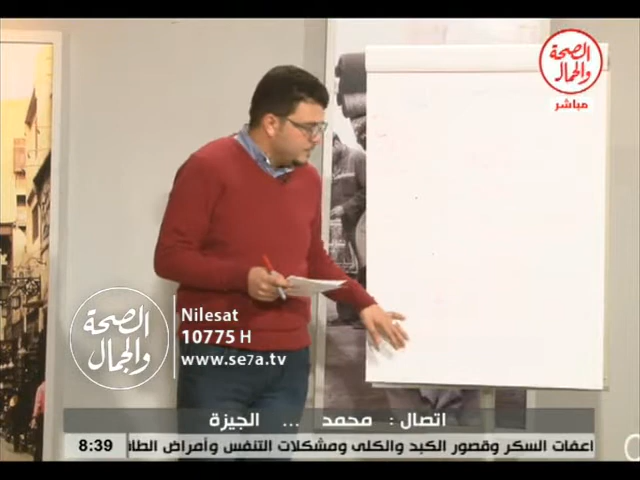 الصحة
والجمال
مباشر
الصحة
والجمال
Nilesat
10775 H
www.se7a.tv
اتصال : محمد ... الجيزة
اعفات السكر وقصور الكبد والكلى ومشكلات التنفس وأمراض الطا
8:39